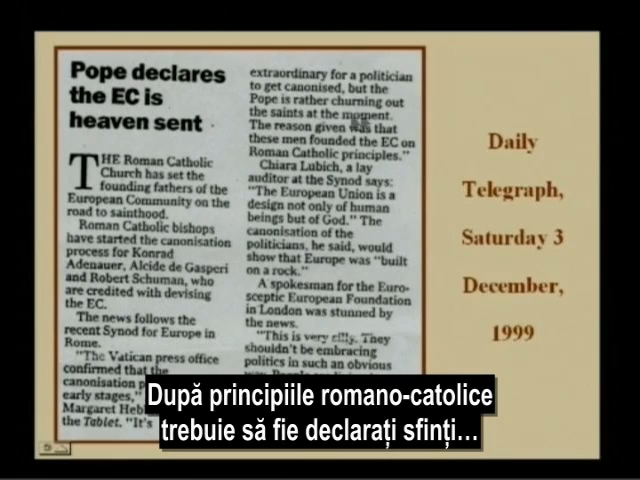 Pope declares
the EC is
heaven sent
THE Roman Catholic
Church has set the
founding fathers of the
European Community on the
road to sainthood.
Roman Catholic bishops
have started the canonisation
process for Konrad
Adenauer, Alcide de Gasperi
and Robert Schuman, who
are credited with devising
the EC.
The news follows the
recent Synod for Europe in
Rome.
"The Vatican press office
confirmed that the
canonisation
early stages,"
Margaret
the Tablet. "It's
extraordinary for a politician
to get canonised, but the
Pope is rather churning out
the saints at the moment.
The reason given was that
these men founded the EC on
Roman Catholic principles."
Chiara Lubich, a lay
auditor at the Synod says:
"The European Union is a
design not only of human
beings but of God." The
canonisation of the
politicians, he said, would
show that Europe was "built
on a rock."
A spokesman for the Euro-
sceptic European Foundation
in London was stunned by
the news.
"This is very silly. They
shouldn't be embracing
politics in such an obvious
Daily
Telegraph,
Saturday 3
December,
1999
După principiile romano-catolice
trebuie să fie declarați sfinți...